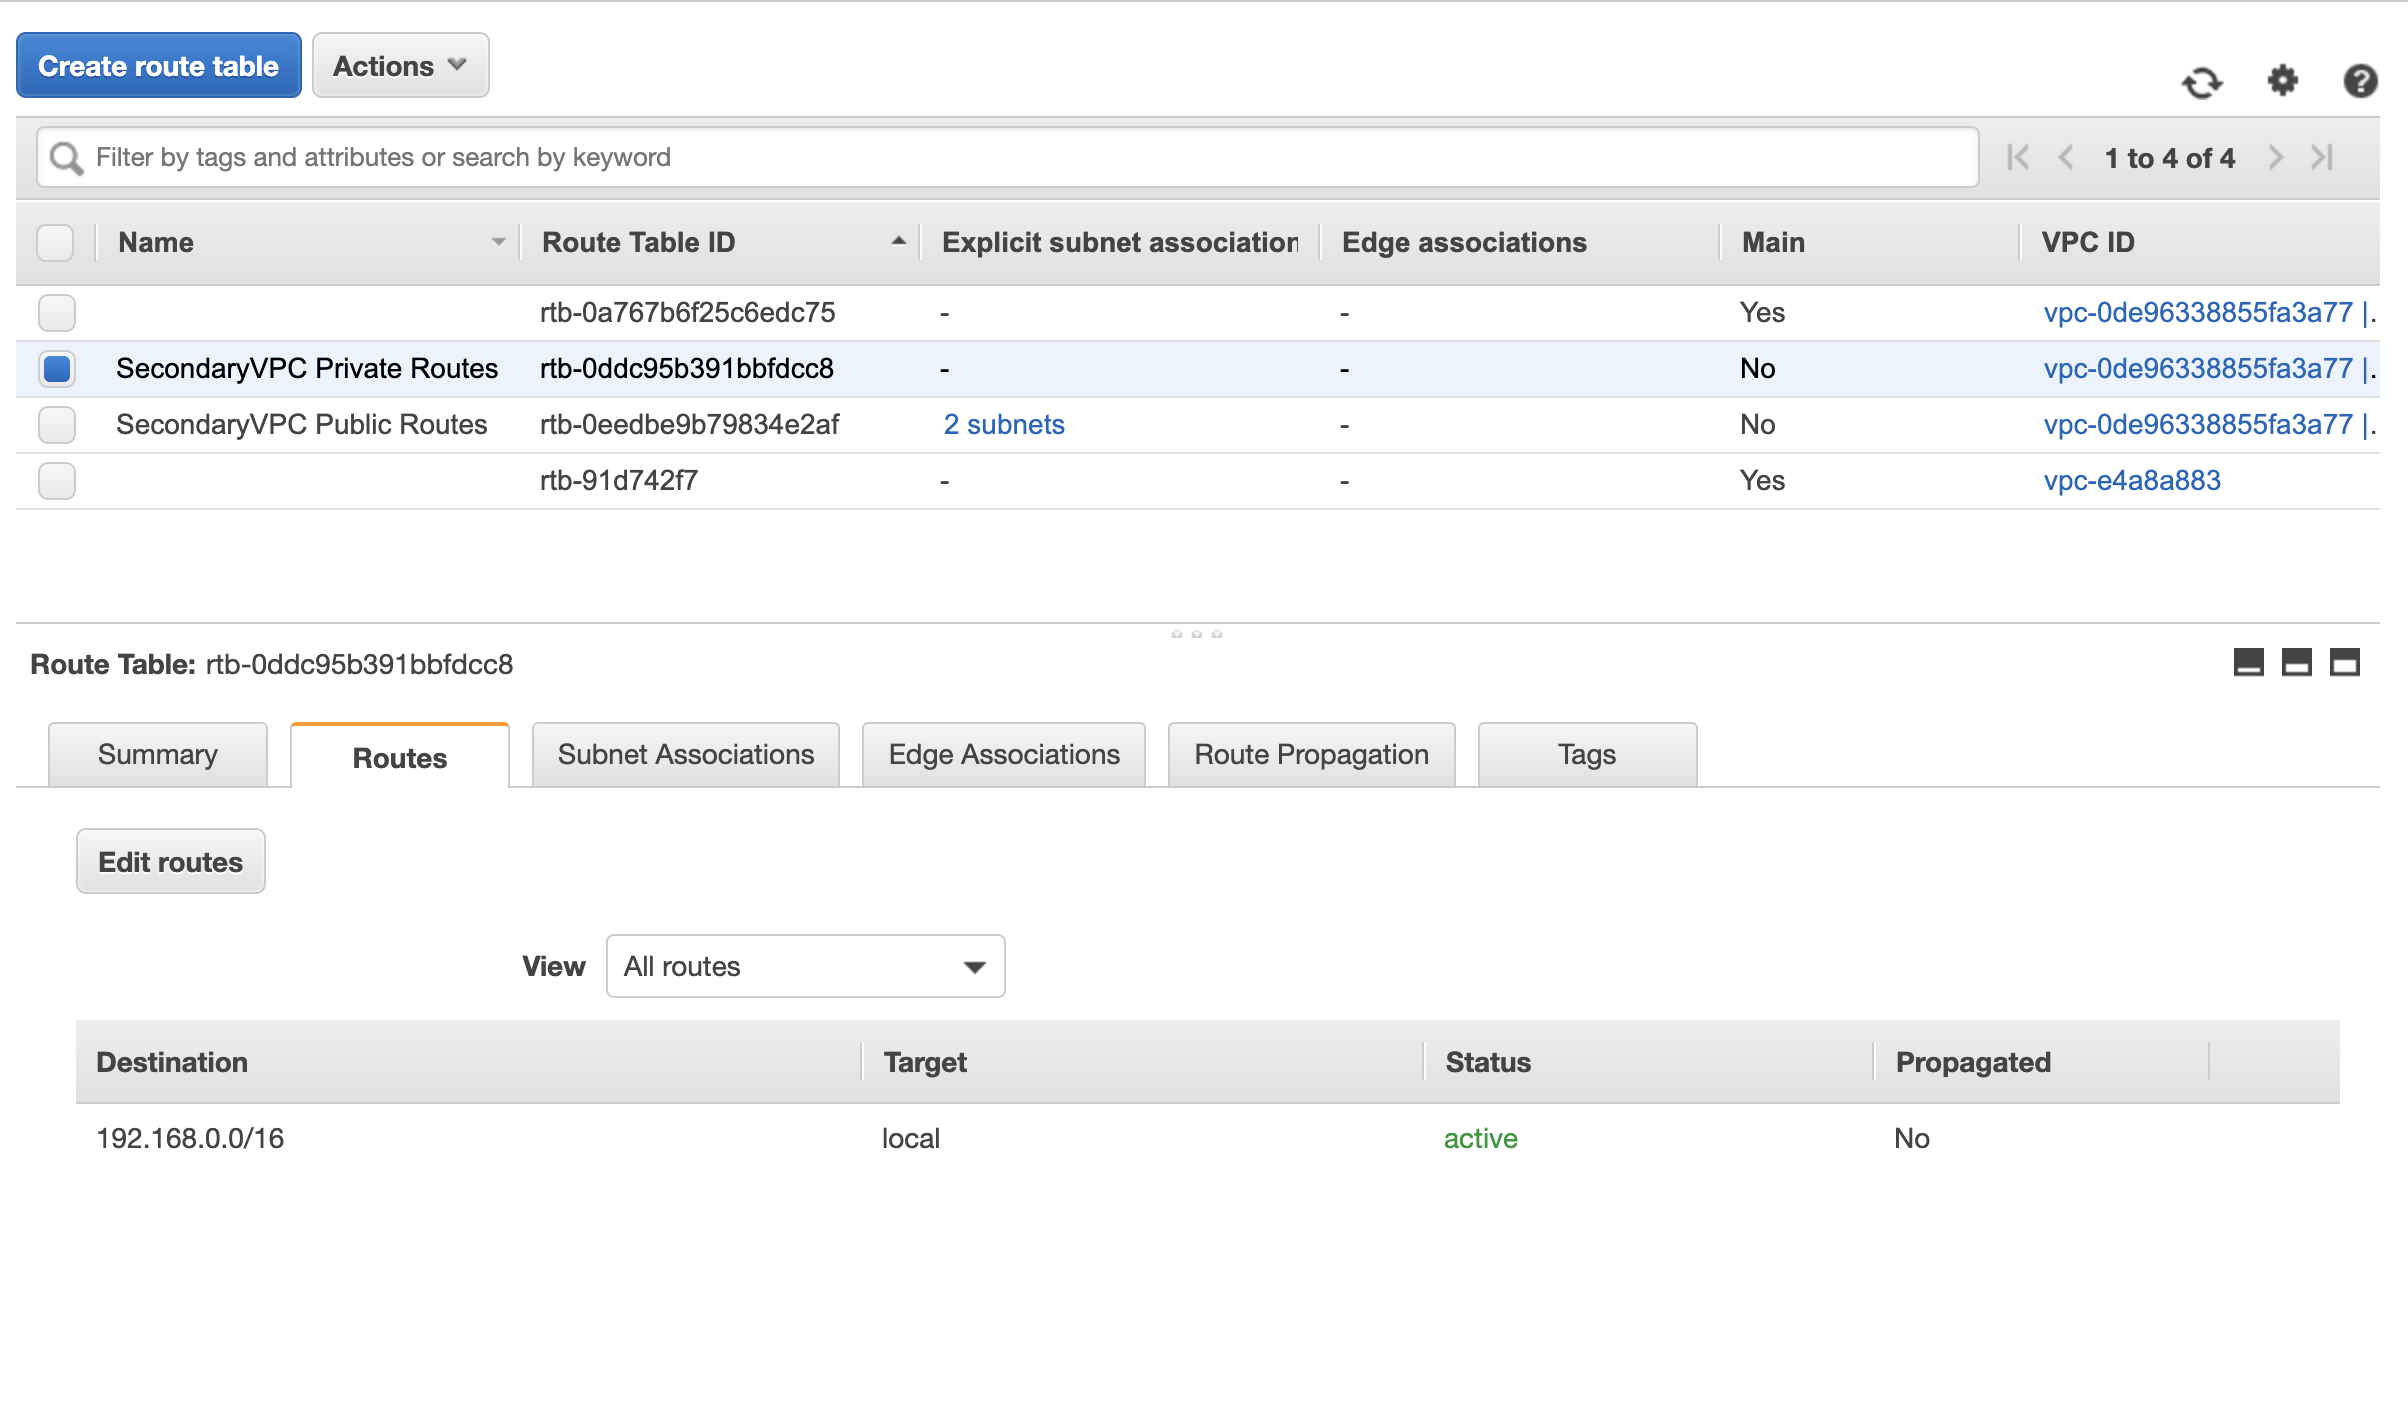 Create route table Actions
Filter by tags and attributes or search by keyword 1 to 4 of 4
Name Route Table ID Explicit subnet association Edge associations Main VPC ID
rtb-0a767b6f25c6edc75 - - Yes vpc-0de96338855fa3a77 |.
SecondaryVPC Private Routes rtb-0ddc95b391bbfdcc8 - - No vpc-0de96338855fa3a77 |.
SecondaryVPC Public Routes rtb-0eedbe9b79834e2af 2 subnets - No vpc-0de96338855fa3a77 |.
rtb-91d742f7 - - Yes vpc-e4a8a883
Route Table: rtb-0ddc95b391bbfdcc8
Summary Routes Subnet Associations Edge Associations Route Propagation Tags
Edit routes
View All routes
Destination Target Status Propagated
192.168.0.0/16 local active No